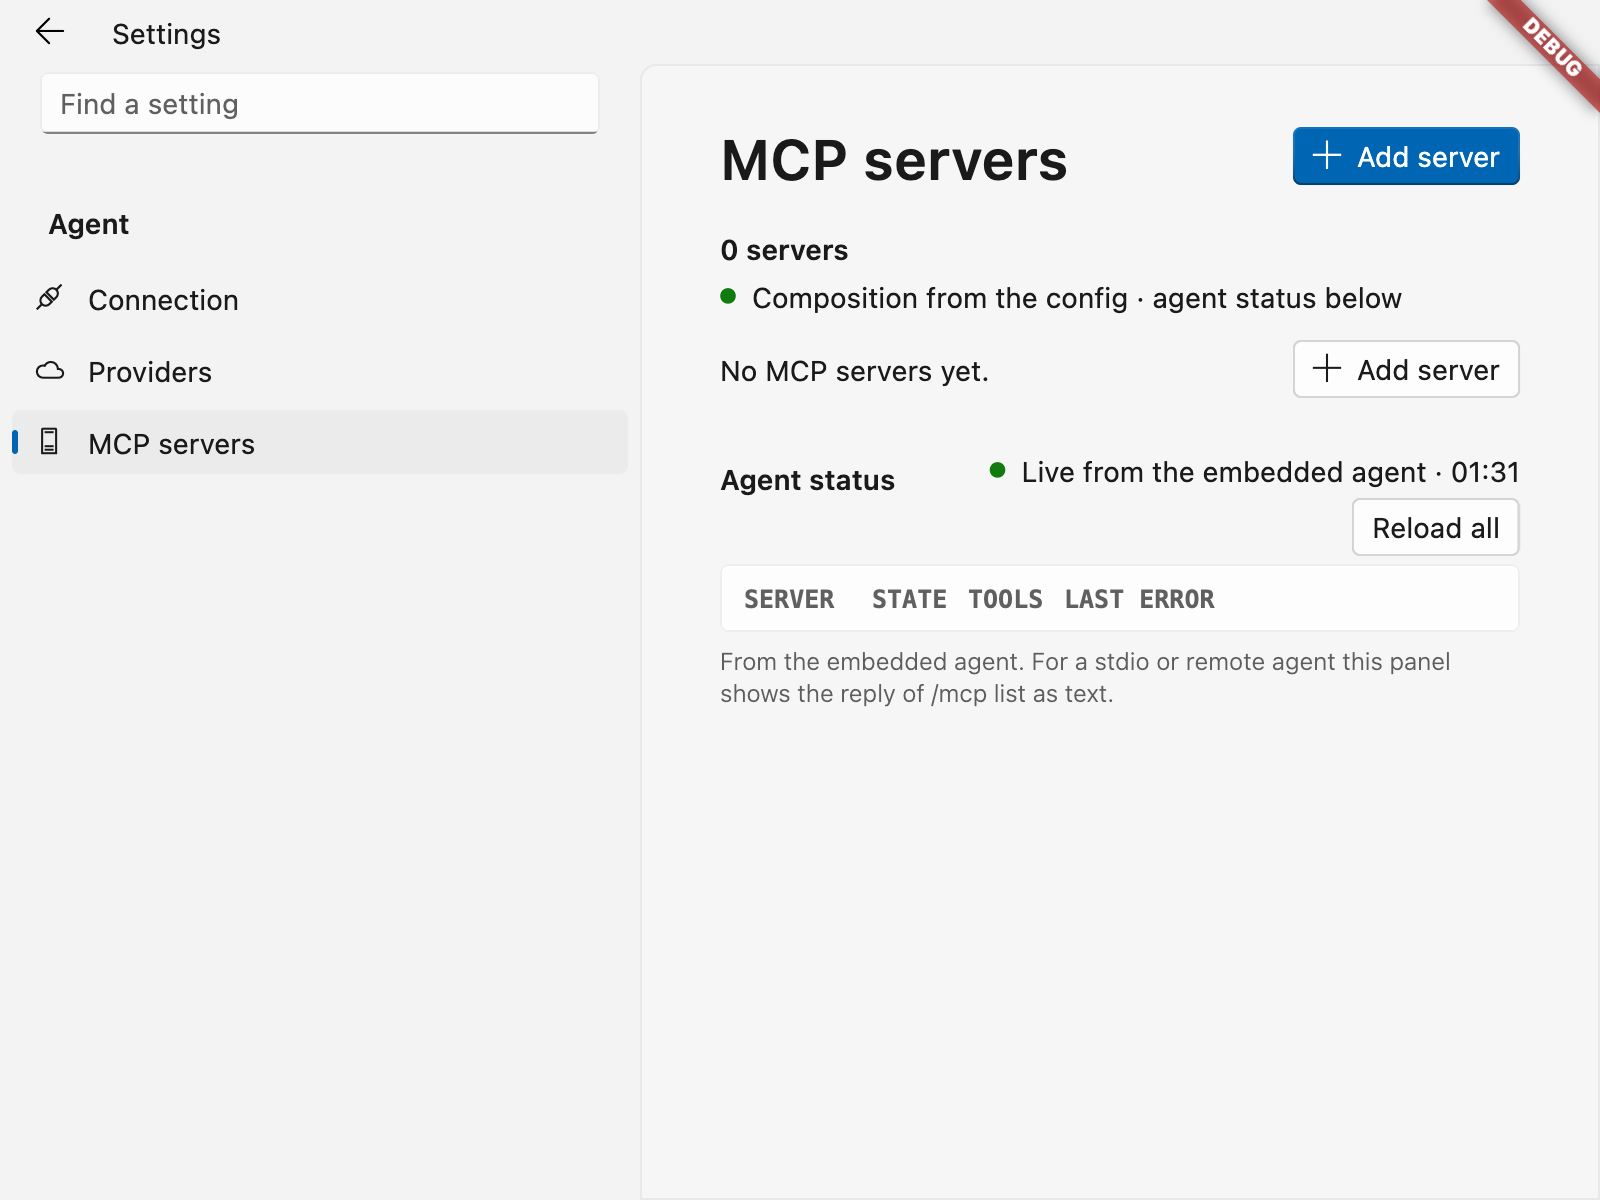 Settings
DEBUG
Find a setting
Agent
Connection
Providers
MCP servers
MCP servers
Add server
0 servers
Composition from the config · agent status below
No MCP servers yet.
Add server
Agent status
Live from the embedded agent · 01:31
Reload all
SERVER STATE TOOLS LAST ERROR
From the embedded agent. For a stdio or remote agent this panel
shows the reply of /mcp list as text.